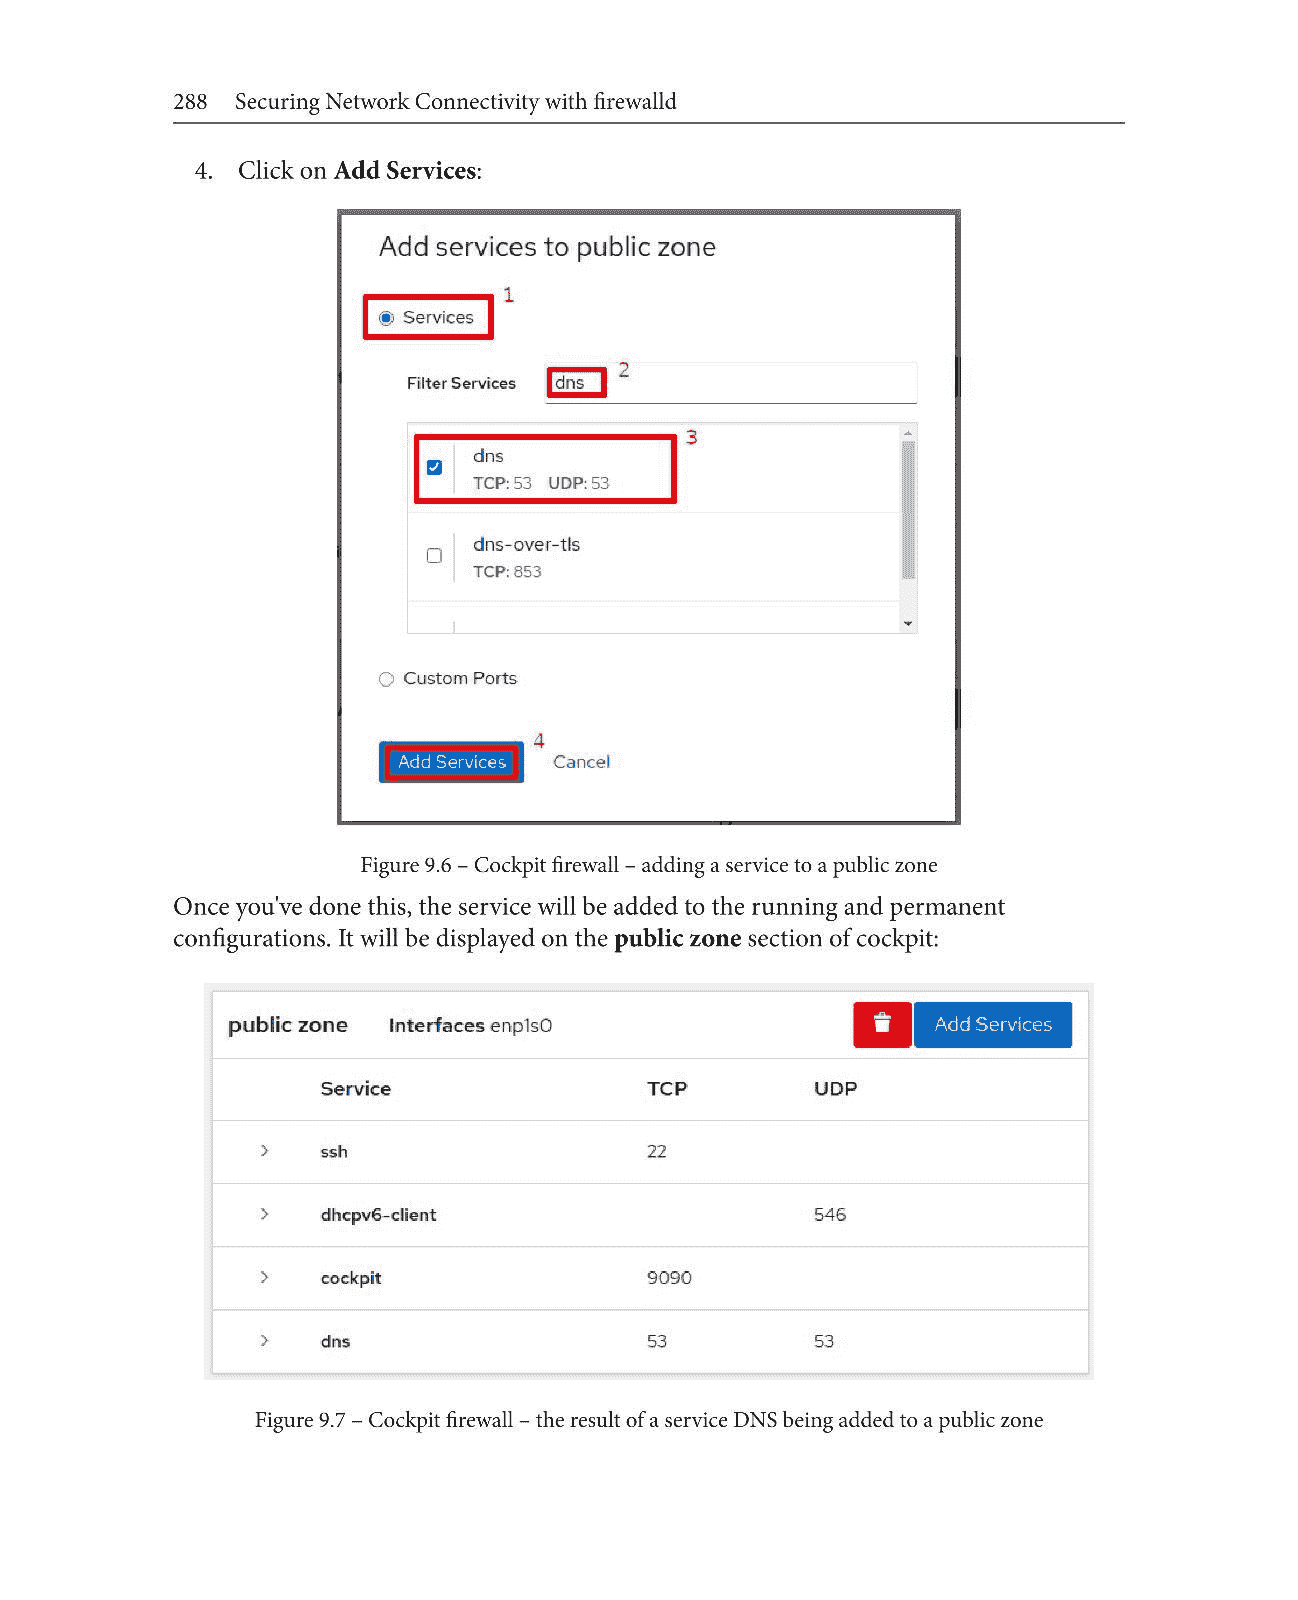 288 Securing Network Connectivity with firewalld
4. Click on Add Services:
Add services to public zone
1
Services
2
Filter Services dns
3
dns
TCP: 53 UDP: 53
dns-over-tls
TCP: 853
Custom Ports
4
Add Services Cancel
Figure 9.6 – Cockpit firewall – adding a service to a public zone
Once you've done this, the service will be added to the running and permanent
configurations. It will be displayed on the public zone section of cockpit:
public zone Interfaces enp1s0 Add Services
Service TCP UDP
ssh 22
dhcpv6-client 546
cockpit 9090
dns 53 53
Figure 9.7 – Cockpit firewall – the result of a service DNS being added to a public zone